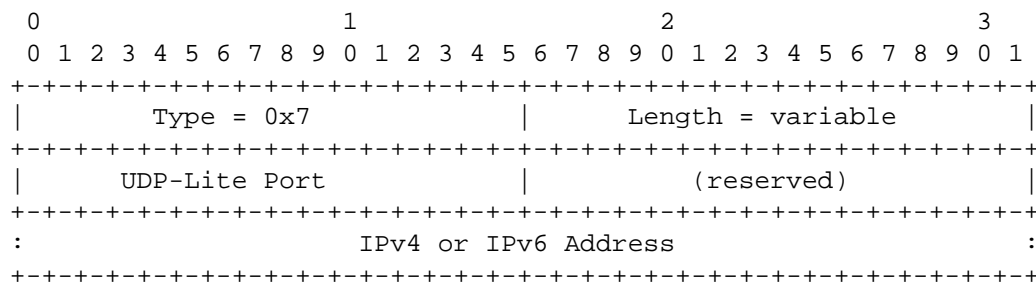 0                   1                   2                   3
 0 1 2 3 4 5 6 7 8 9 0 1 2 3 4 5 6 7 8 9 0 1 2 3 4 5 6 7 8 9 0 1
+-+-+-+-+-+-+-+-+-+-+-+-+-+-+-+-+-+-+-+-+-+-+-+-+-+-+-+-+-+-+-+-+
|        Type = 0x7             |      Length = variable        |
+-+-+-+-+-+-+-+-+-+-+-+-+-+-+-+-+-+-+-+-+-+-+-+-+-+-+-+-+-+-+-+-+
|      UDP-Lite Port            |          (reserved)           |
+-+-+-+-+-+-+-+-+-+-+-+-+-+-+-+-+-+-+-+-+-+-+-+-+-+-+-+-+-+-+-+-+
:                     IPv4 or IPv6 Address                      :
+-+-+-+-+-+-+-+-+-+-+-+-+-+-+-+-+-+-+-+-+-+-+-+-+-+-+-+-+-+-+-+-+